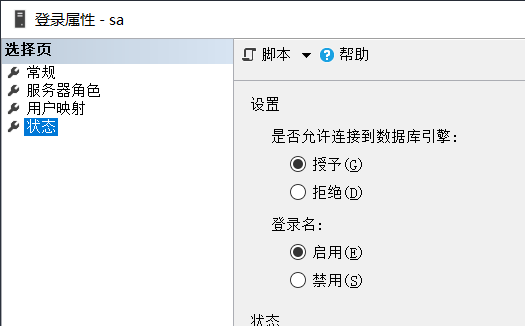 登录属性 - sa
选择页
常规
服务器角色
用户映射
状态
脚本 帮助
设置
是否允许连接到数据库引擎:
授予(G)
拒绝(D)
登录名:
启用(E)
禁用(S)
状态